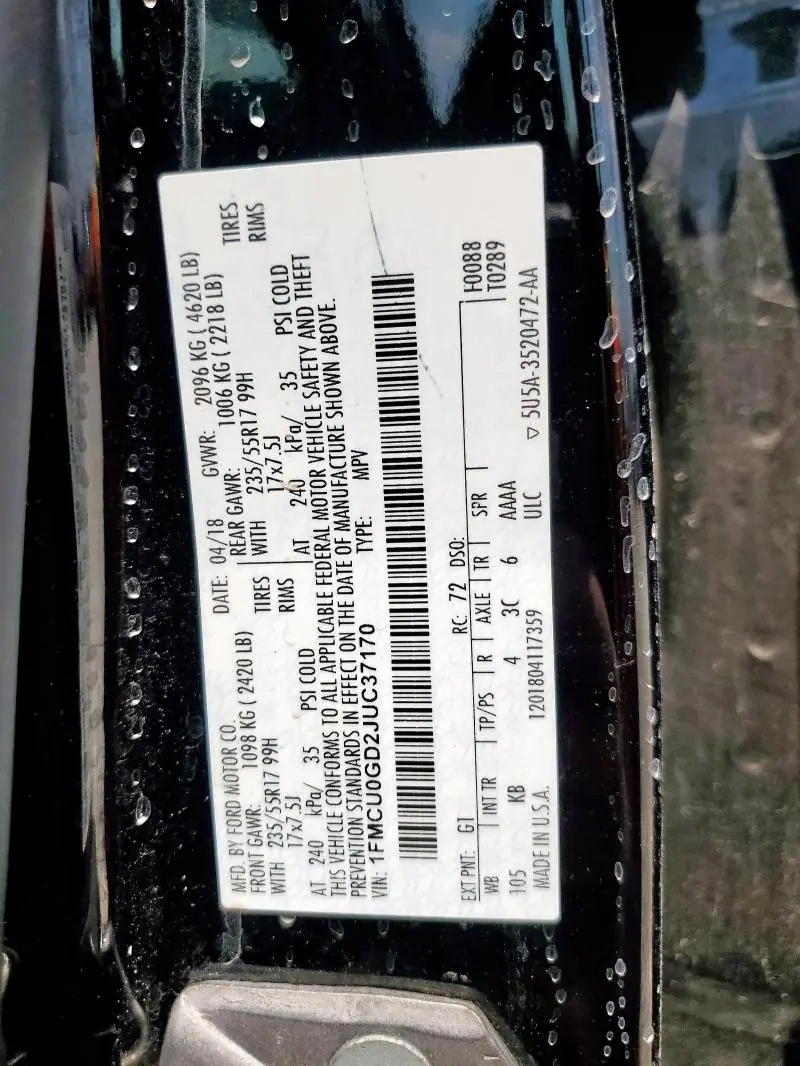 MFD. BY FORD MOTOR CO.
DATE: 04/18 GVWR: 2096 KG ( 4620 LB)
FRONT GAWR: 1098 KG ( 2420 LB) REAR GAWR: 1006 KG ( 2218 LB)
WITH 235/55R17 99H TIRES WITH 235/55R17 99H TIRES
17x7.5J RIMS 17x7.5J RIMS
AT 240 kPa/ 35 PSI COLD AT 240 kPa/ 35 PSI COLD
THIS VEHICLE CONFORMS TO ALL APPLICABLE FEDERAL MOTOR VEHICLE SAFETY AND THEFT
PREVENTION STANDARDS IN EFFECT ON THE DATE OF MANUFACTURE SHOWN ABOVE.
VIN: 1FMCU0GD2JUC37170 TYPE: MPV
EXT PNT: G1 RC: 72 DSO: F0088
WB INT TR TP/PS R AXLE TR SPR T0289
105 KB 4 3C 6 AAAA
MADE IN U.S.A. 1201804117359 ULC ▽ 5U5A-3520472-AA